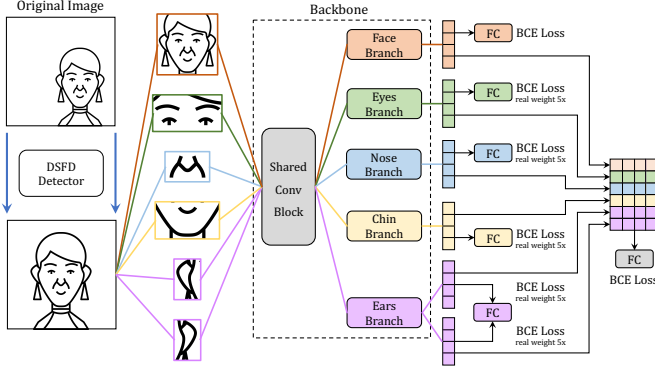 Original Image
DSFD
Detector
Backbone
Shared
Conv
Block
Face
Branch
Eyes
Branch
Nose
Branch
Chin
Branch
Ears
Branch
FC
BCE Loss
FC
BCE Loss
real weight 5x
FC
BCE Loss
real weight 5x
FC
BCE Loss
real weight 5x
FC
BCE Loss
real weight 5x
BCE Loss
real weight 5x
FC
BCE Loss